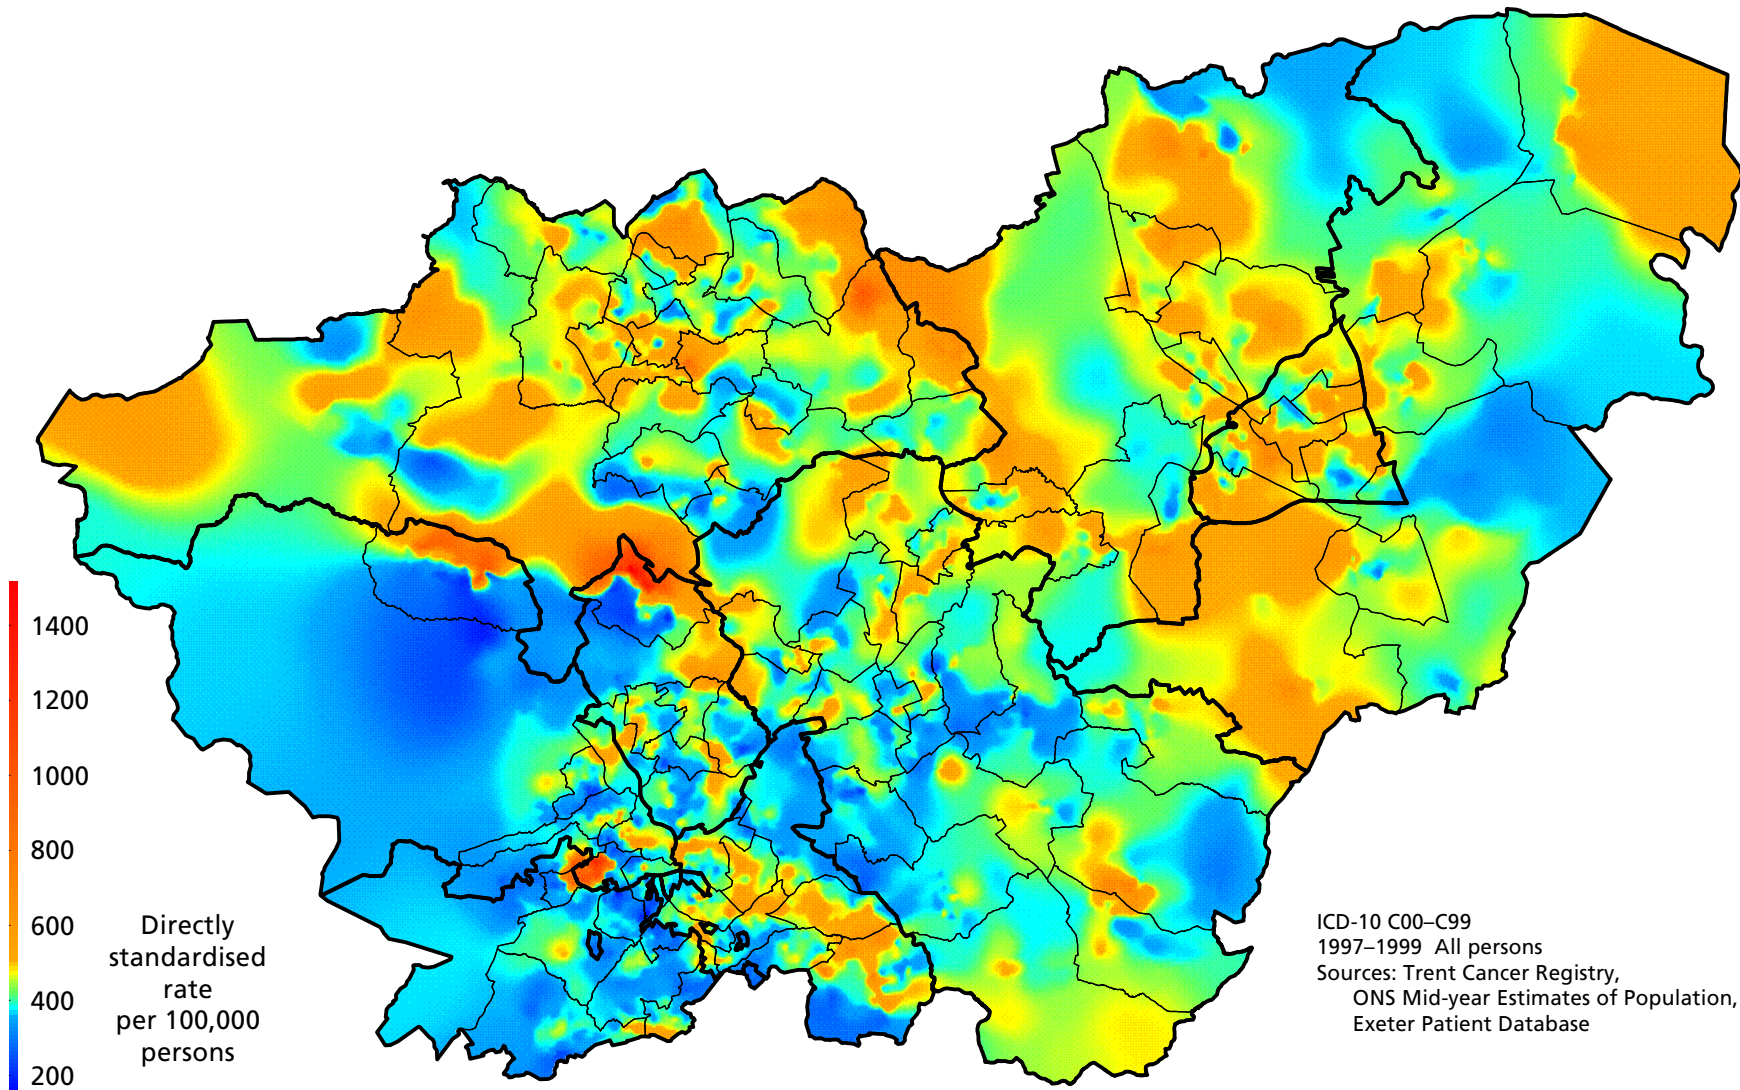 1400
1200
1000
800
600
400
200
Directly
standardised
rate
per 100,000
persons
ICD-10 C00–C99
1997–1999 All persons
Sources: Trent Cancer Registry,
ONS Mid-year Estimates of Population,
Exeter Patient Database